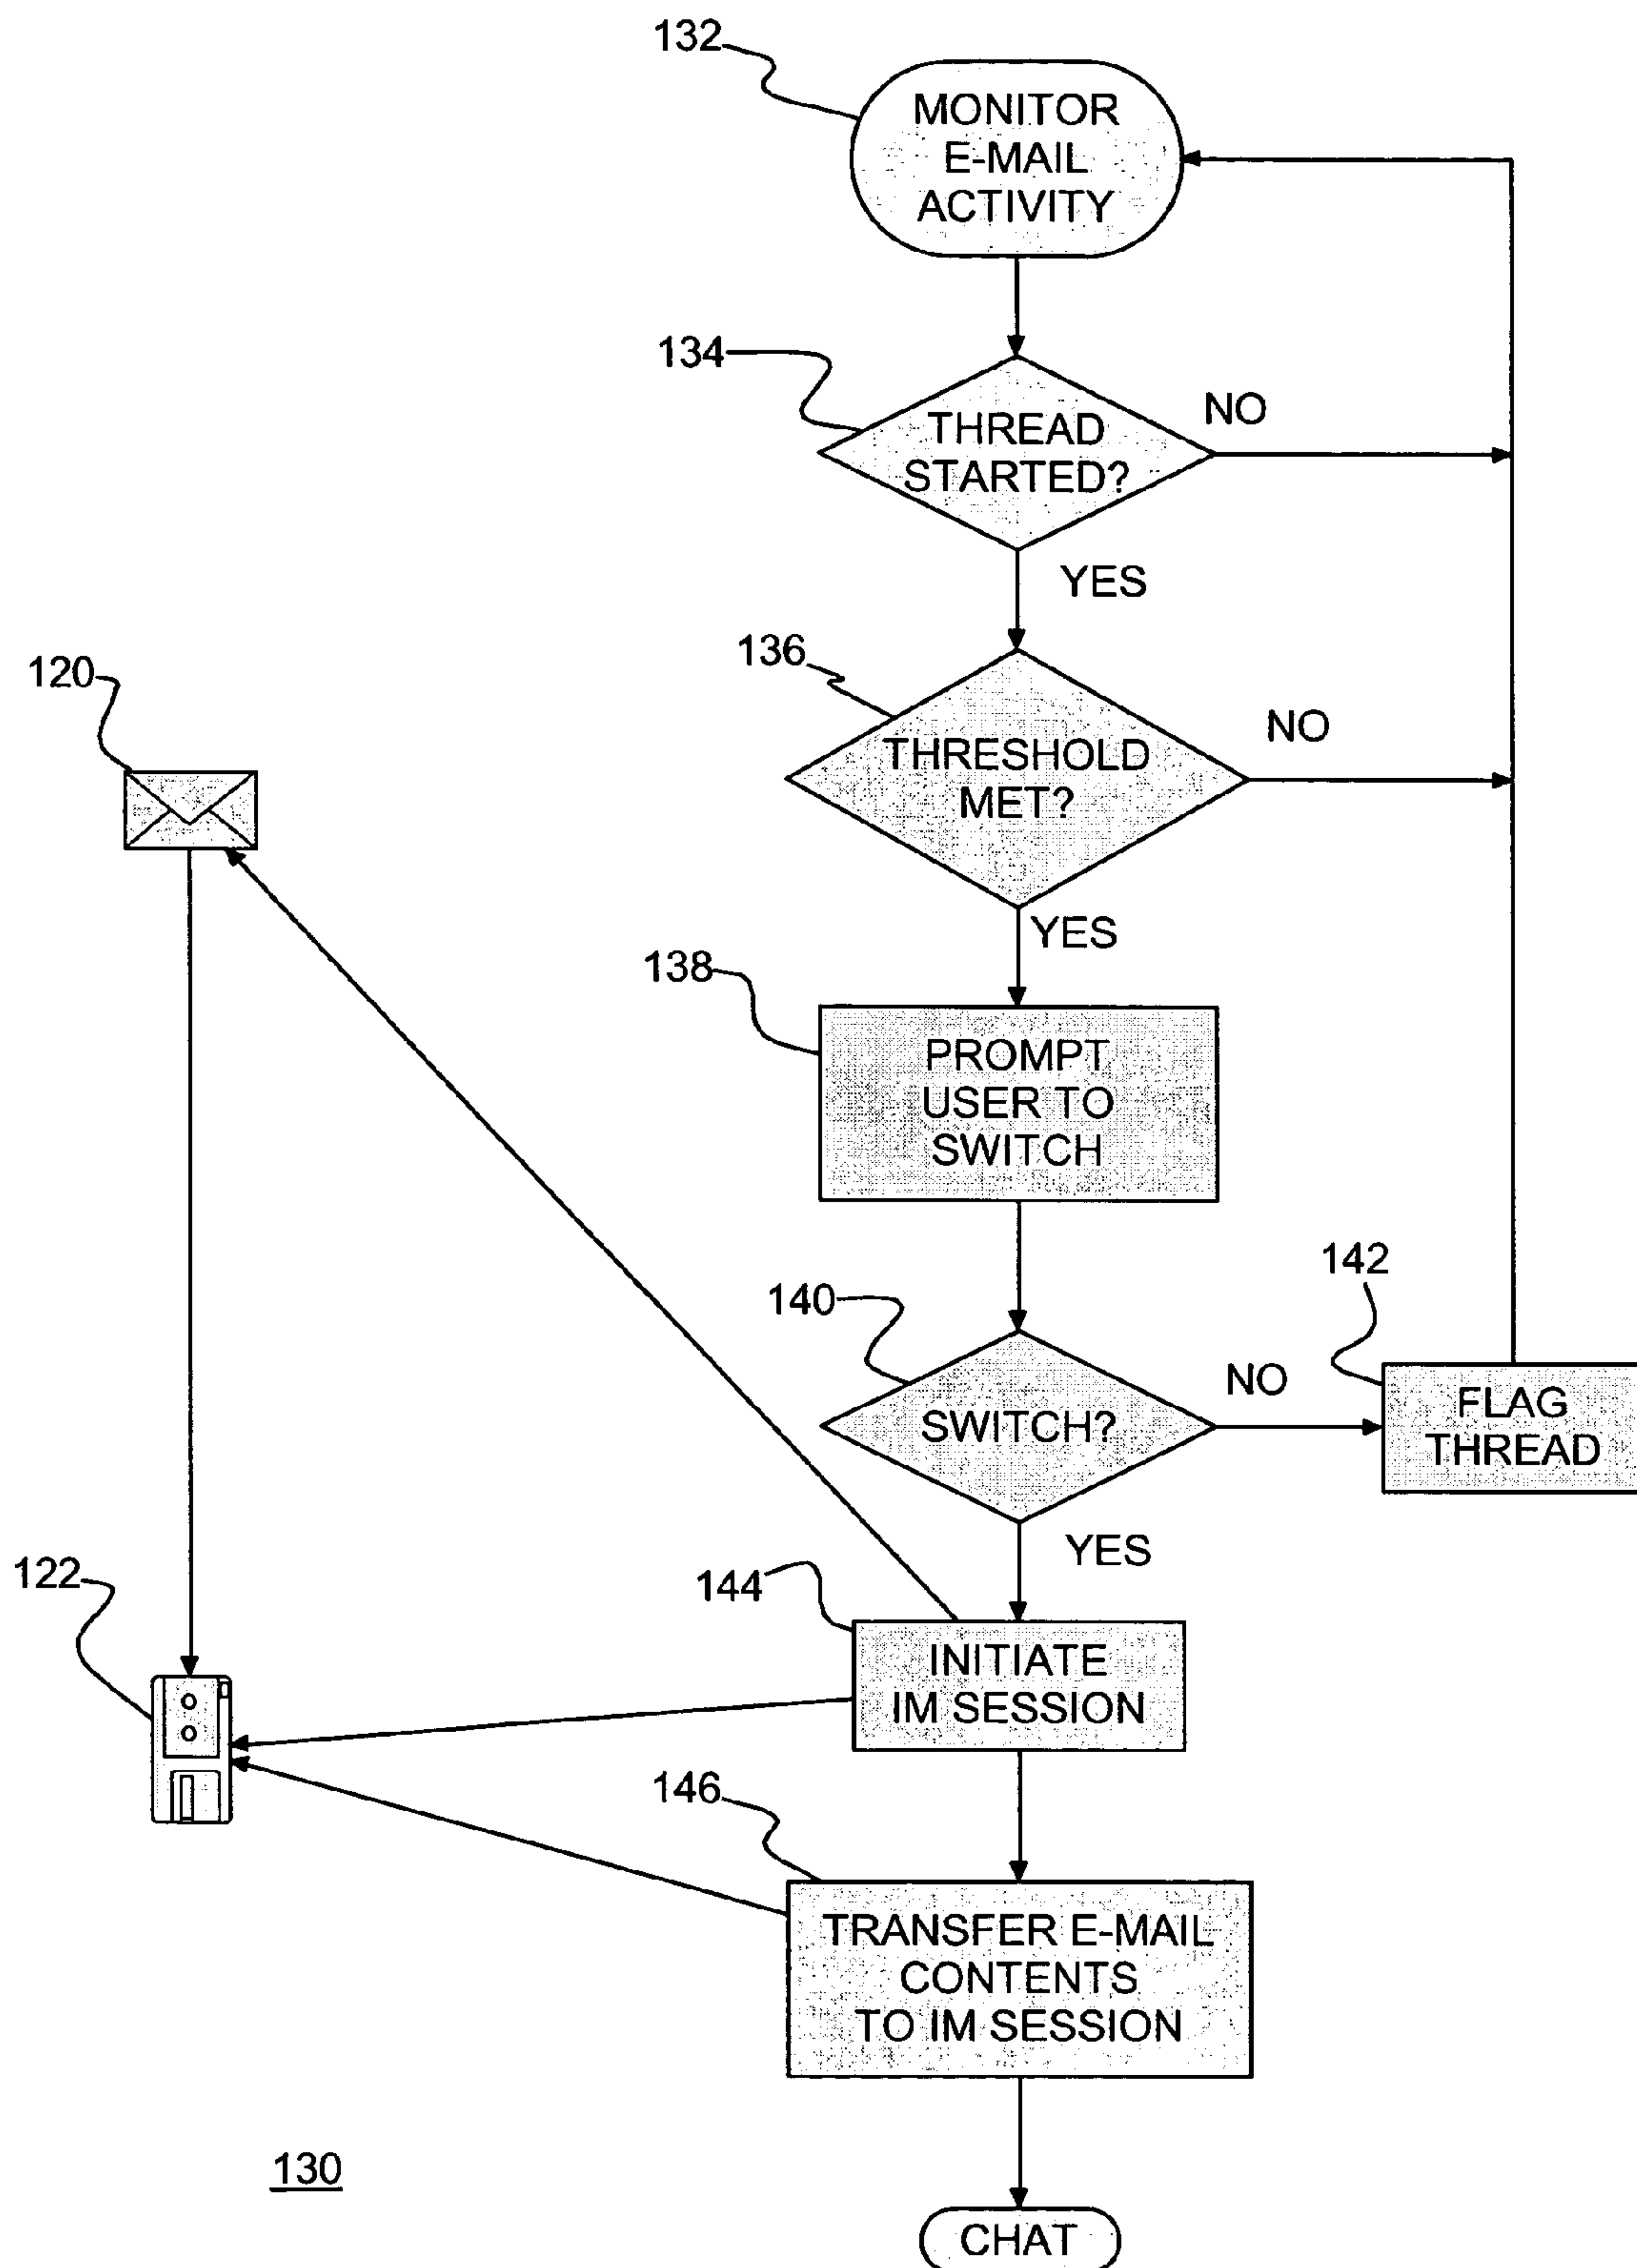 132
MONITOR
E-MAIL
ACTIVITY
134
THREAD
STARTED?
NO
YES
136
THRESHOLD
MET?
NO
YES
120
138
PROMPT
USER TO
SWITCH
140
SWITCH?
NO
142
FLAG
THREAD
YES
122
144
INITIATE
IM SESSION
146
TRANSFER E-MAIL
CONTENTS
TO IM SESSION
130
CHAT